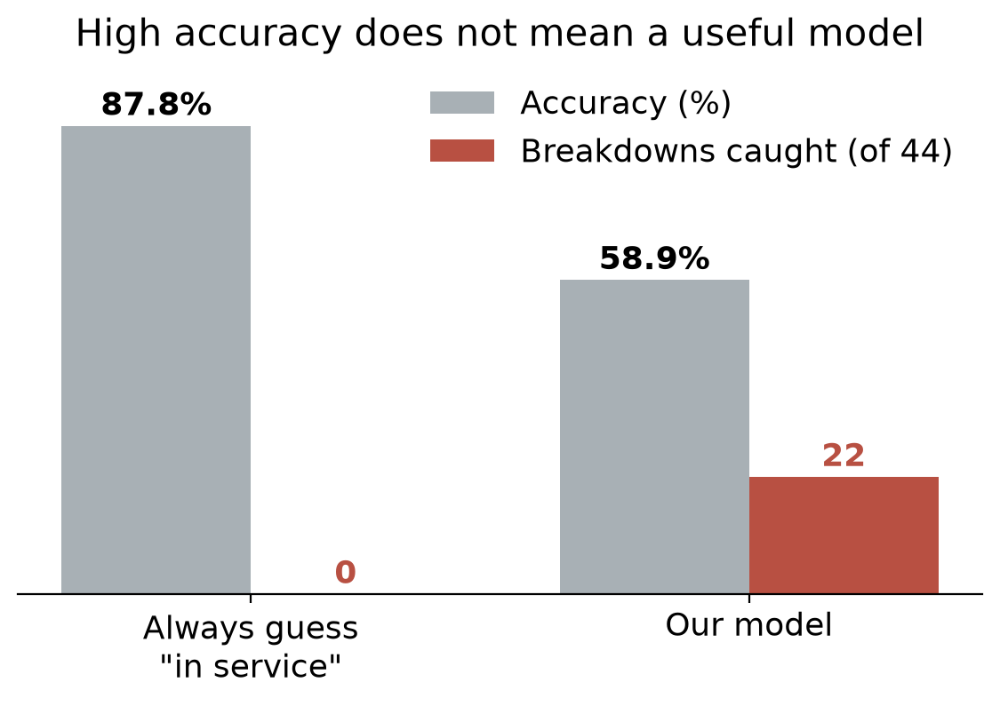 High accuracy does not mean a useful model
87.8%
Accuracy (%)
Breakdowns caught (of 44)
58.9%
22
0
Always guess
"in service"
Our model